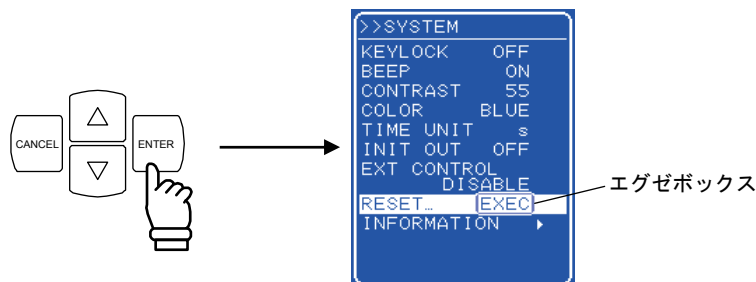 CANCEL
△
▽
ENTER
>>SYSTEM
KEYLOCK OFF
BEEP ON
CONTRAST 55
COLOR BLUE
TIME UNIT s
INIT OUT OFF
EXT CONTROL
DISABLE
RESET… EXEC
INFORMATION ▶
エグゼボックス